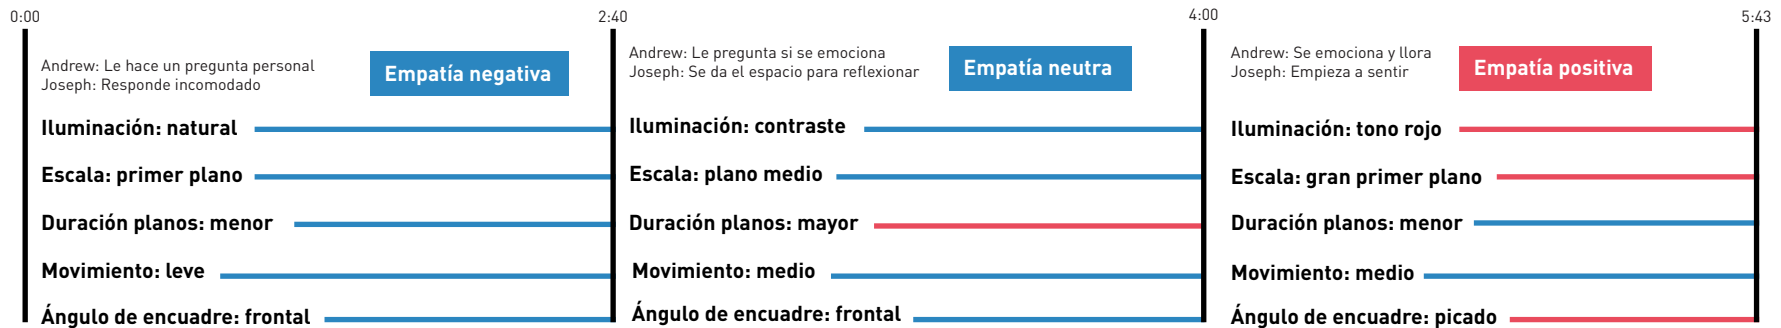 0:00
2:40
4:00
5:43
Andrew: Le hace un pregunta personal
Joseph: Responde incomodado
Empatía negativa
Iluminación: natural
Escala: primer plano
Duración planos: menor
Movimiento: leve
Ángulo de encuadre: frontal
Andrew: Le pregunta si se emociona
Joseph: Se da el espacio para reflexionar
Empatía neutra
Iluminación: contraste
Escala: plano medio
Duración planos: mayor
Movimiento: medio
Ángulo de encuadre: frontal
Andrew: Se emociona y llora
Joseph: Empieza a sentir
Empatía positiva
Iluminación: tono rojo
Escala: gran primer plano
Duración planos: menor
Movimiento: medio
Ángulo de encuadre: picado